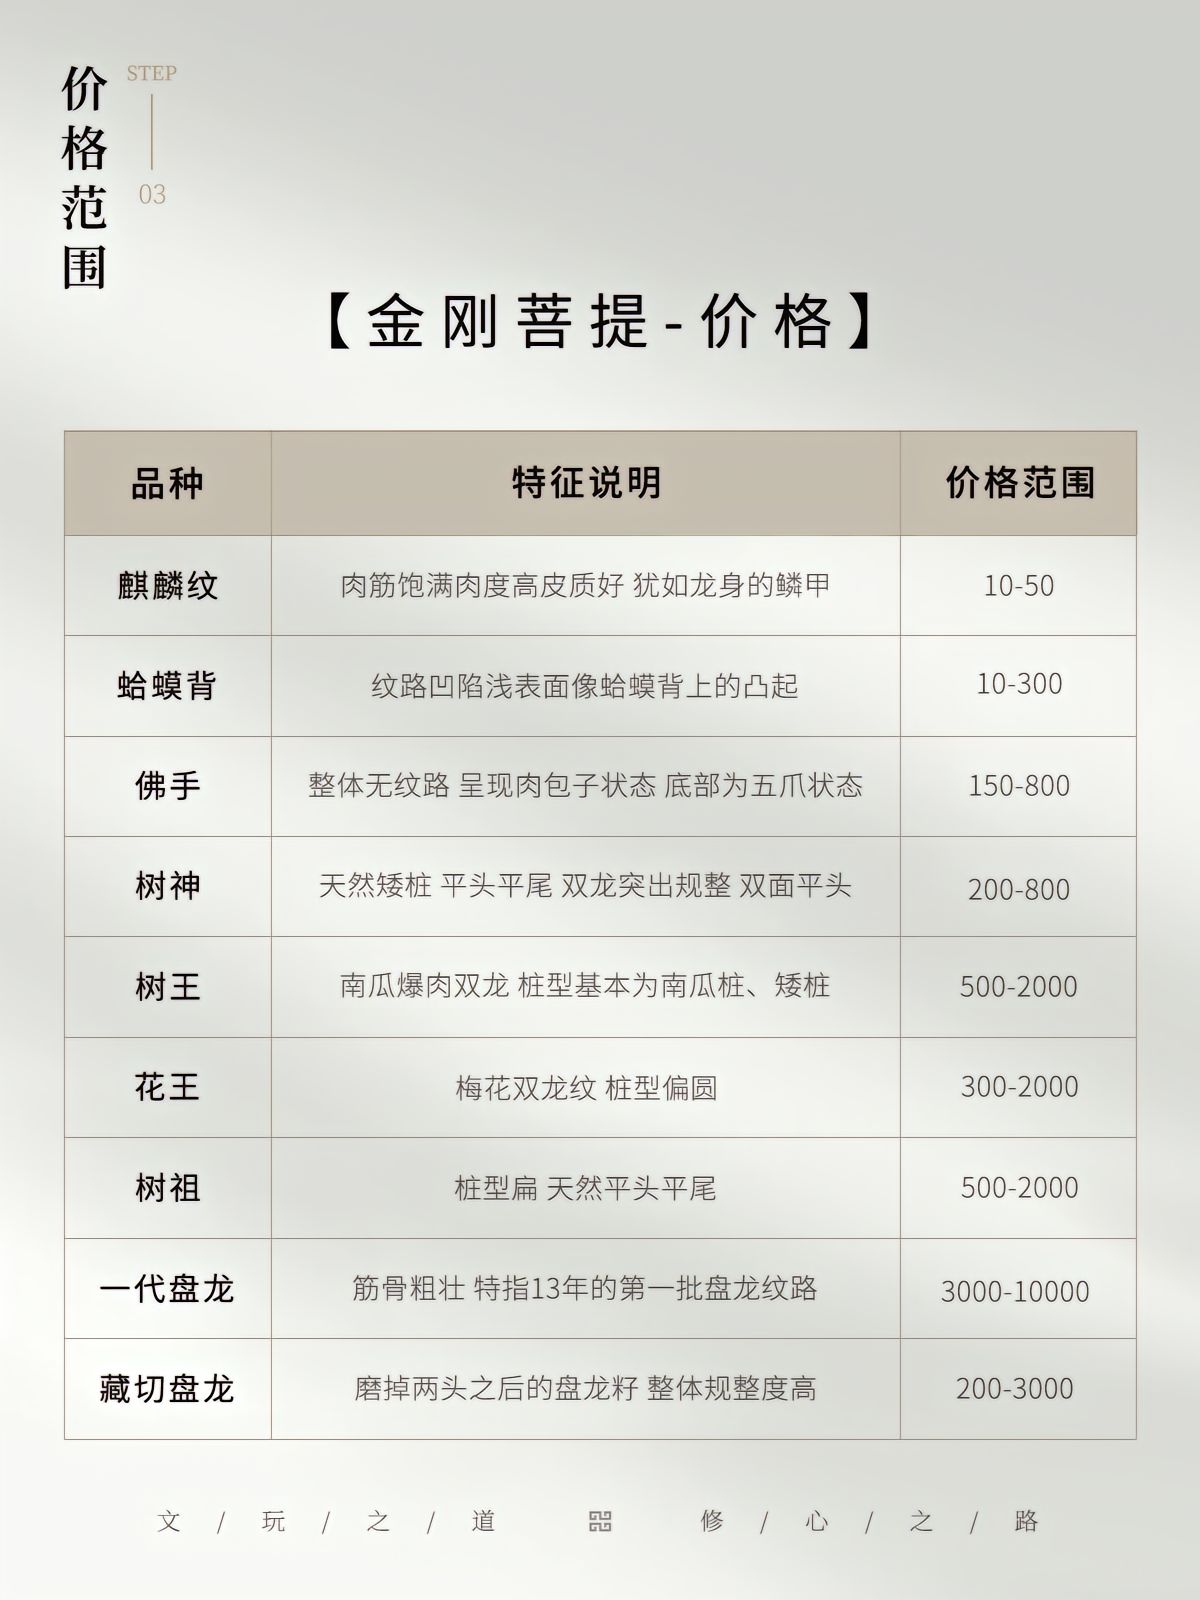 价格范围
STEP
03
【金刚菩提-价格】
品种 特征说明 价格范围
麒麟纹 肉筋饱满肉度高皮质好 犹如龙身的鳞甲 10-50
蛤蟆背 纹路凹陷浅表面像蛤蟆背上的凸起 10-300
佛手 整体无纹路 呈现肉包子状态 底部为五爪状态 150-800
树神 天然矮桩 平头平尾 双龙突出规整 双面平头 200-800
树王 南瓜爆肉双龙 桩型基本为南瓜桩、矮桩 500-2000
花王 梅花双龙纹 桩型偏圆 300-2000
树祖 桩型扁 天然平头平尾 500-2000
一代盘龙 筋骨粗壮 特指13年的第一批盘龙纹路 3000-10000
藏切盘龙 磨掉两头之后的盘龙籽 整体规整度高 200-3000
文 / 玩 / 之 / 道 修 / 心 / 之 / 路